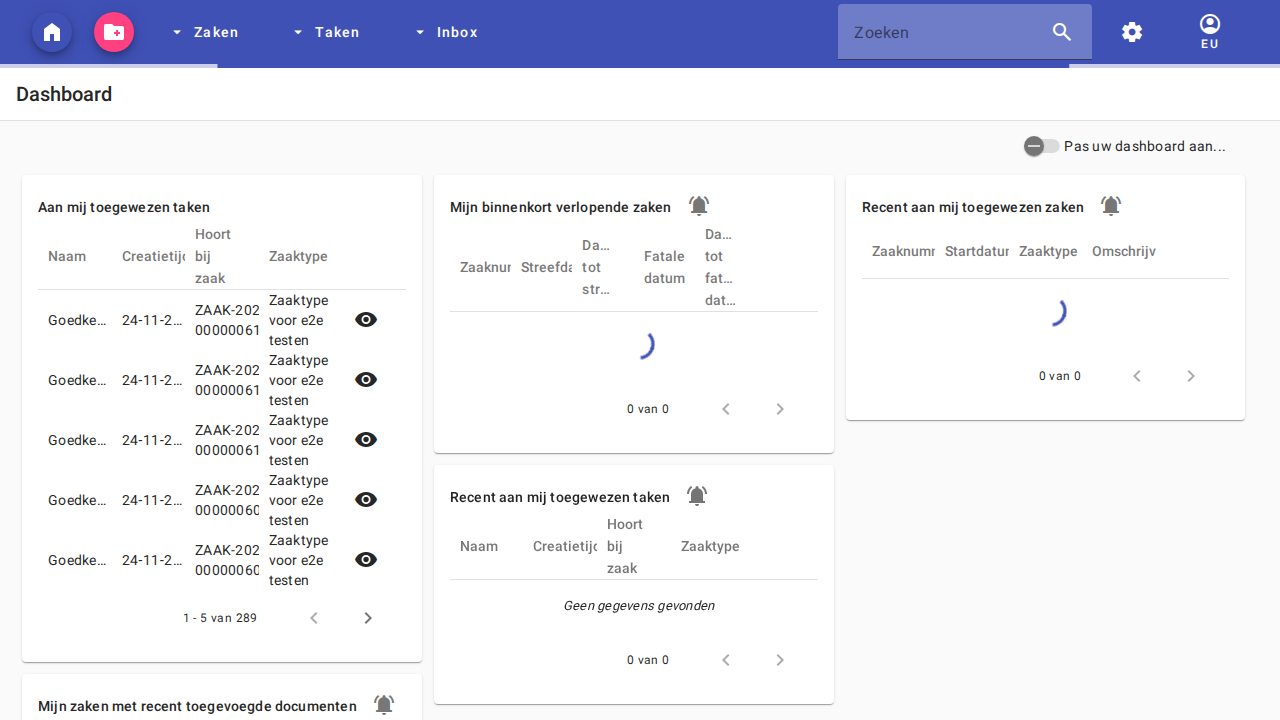 Zaken
Taken
Inbox
Zoeken
EU
Dashboard
Pas uw dashboard aan...
Aan mij toegewezen taken
Naam
Creatietijd
Hoort
bij
zaak
Zaaktype
Goedke...
24-11-2...
ZAAK-202
00000061
Zaaktype
voor e2e
testen
Goedke...
24-11-2...
ZAAK-202
00000061
Zaaktype
voor e2e
testen
Goedke...
24-11-2...
ZAAK-202
00000061
Zaaktype
voor e2e
testen
Goedke...
24-11-2...
ZAAK-202
00000060
Zaaktype
voor e2e
testen
Goedke...
24-11-2...
ZAAK-202
00000060
Zaaktype
voor e2e
testen
1 - 5 van 289
Mijn zaken met recent toegevoegde documenten
Mijn binnenkort verlopende zaken
Zaaknum
Streefda
Da...
tot
str...
Fatale
datum
Da...
tot
fat...
dat...
0 van 0
Recent aan mij toegewezen taken
Naam
Creatietijd
Hoort
bij
zaak
Zaaktype
Geen gegevens gevonden
0 van 0
Recent aan mij toegewezen zaken
Zaaknumm
Startdatum
Zaaktype
Omschrijv
0 van 0